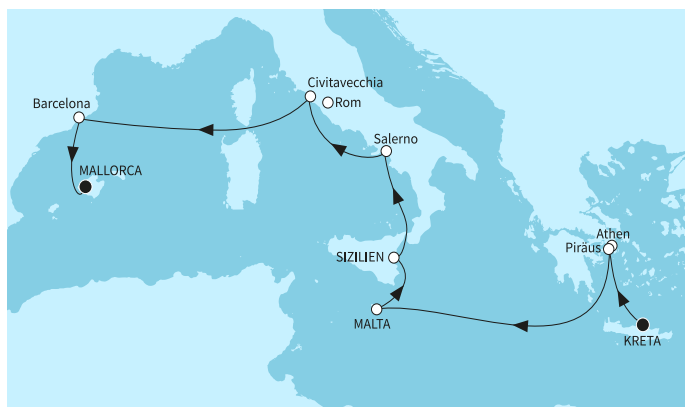 Civitavecchia
Rom
Barcelona
Salerno
MALLORCA
Athen
Piräus
SIZILIEN
MALTA
KRETA